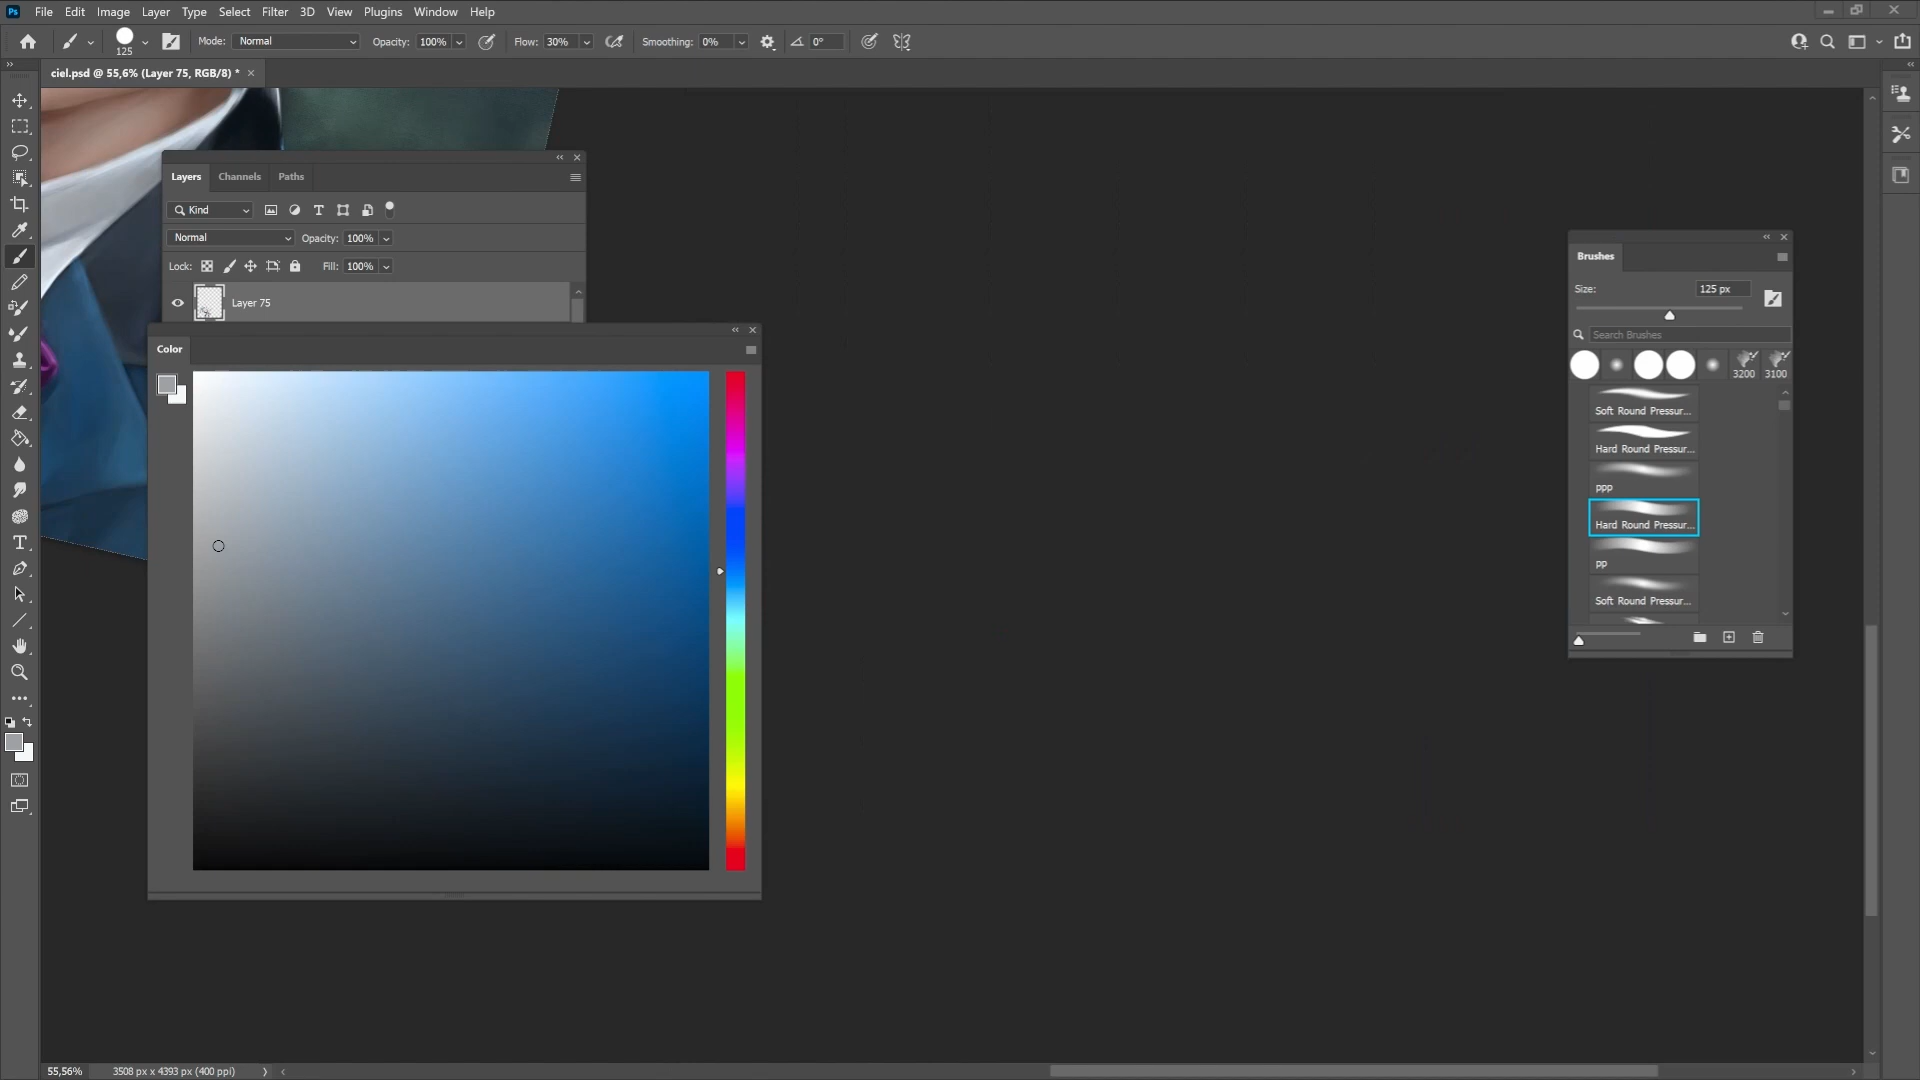 Ps File Edit Image Layer Type Select Filter 3D View Plugins Window Help
125 Mode: Normal Opacity: 100% Flow: 30% Smoothing: 0% 0°
ciel.psd @ 55,6% (Layer 75, RGB/8) *
Layers Channels Paths
Kind
Normal Opacity: 100%
Lock: Fill: 100%
Layer 75
Color
Brushes
Size: 125 px
Search Brushes
3200 3100
Soft Round Pressur...
Hard Round Pressur...
ppp
Hard Round Pressur...
pp
Soft Round Pressur...
55,56% 3508 px x 4393 px (400 ppi)